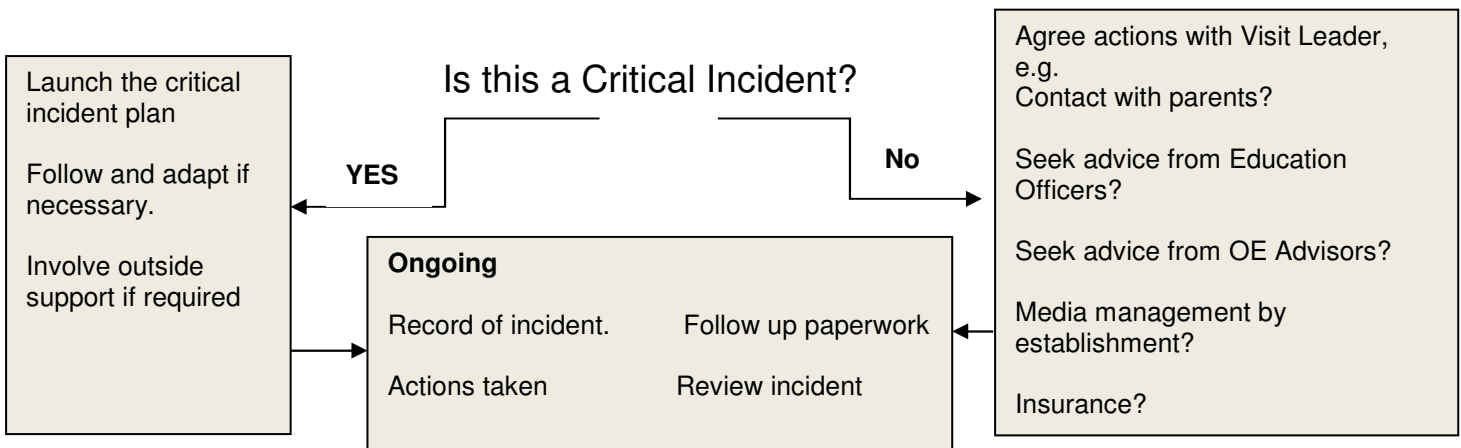 Is this a Critical Incident?
YES
No
Launch the critical
incident plan
Follow and adapt if
necessary.
Involve outside
support if required
Agree actions with Visit Leader,
e.g.
Contact with parents?
Seek advice from Education
Officers?
Seek advice from OE Advisors?
Media management by
establishment?
Insurance?
Ongoing
Record of incident. Follow up paperwork
Actions taken Review incident